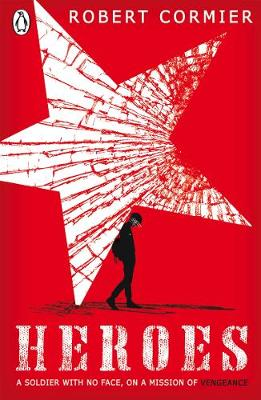 ROBERT CORMIER
HEROES
A SOLDIER WITH NO FACE, ON A MISSION OF VENGEANCE